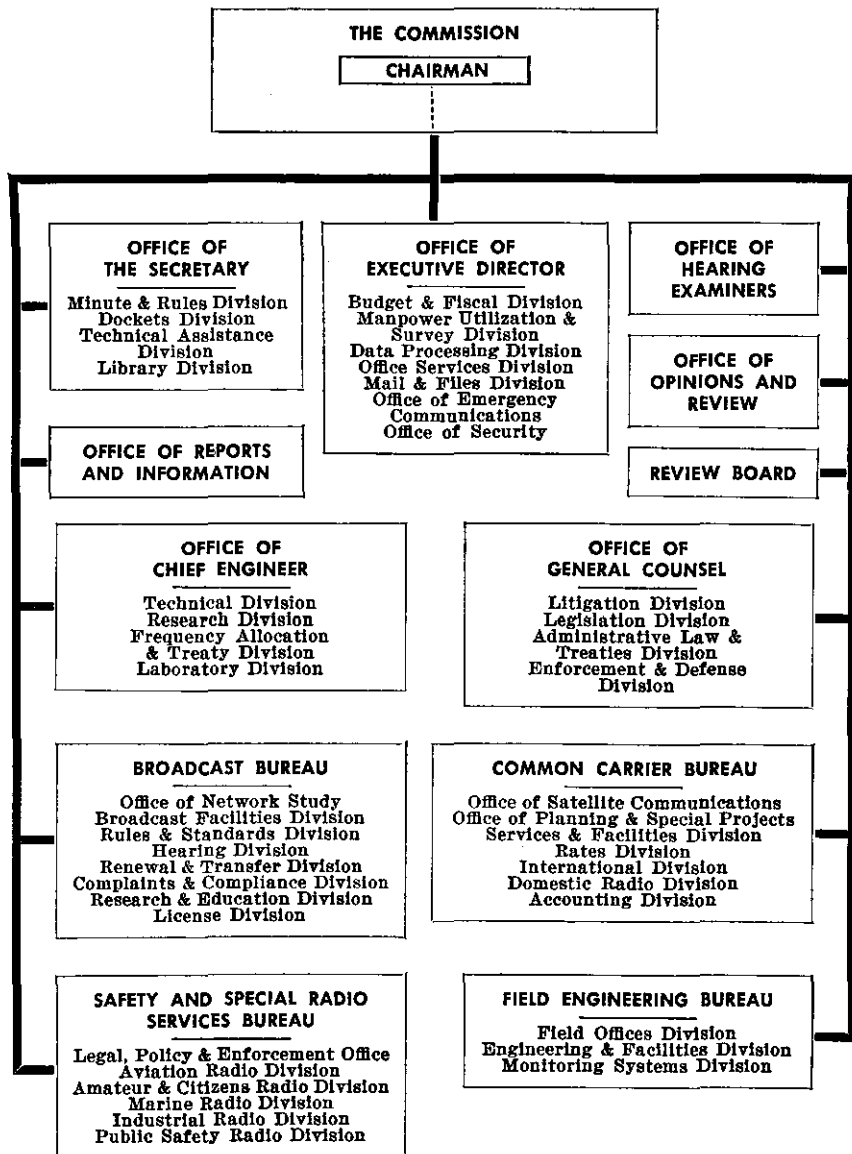 THE COMMISSION
CHAIRMAN
OFFICE OF
THE SECRETARY
Minute & Rules Division
Dockets Division
Technical Assistance
Division
Library Division
OFFICE OF
EXECUTIVE DIRECTOR
Budget & Fiscal Division
Manpower Utilization &
Survey Division
Data Processing Division
Office Services Division
Mail & Files Division
Office of Emergency
Communications
Office of Security
OFFICE OF
HEARING
EXAMINERS
OFFICE OF
OPINIONS AND
REVIEW
OFFICE OF REPORTS
AND INFORMATION
REVIEW BOARD
OFFICE OF
CHIEF ENGINEER
Technical Division
Research Division
Frequency Allocation
& Treaty Division
Laboratory Division
OFFICE OF
GENERAL COUNSEL
Litigation Division
Legislation Division
Administrative Law &
Treaties Division
Enforcement & Defense
Division
BROADCAST BUREAU
Office of Network Study
Broadcast Facilities Division
Rules & Standards Division
Hearing Division
Renewal & Transfer Division
Complaints & Compliance Division
Research & Education Division
License Division
COMMON CARRIER BUREAU
Office of Satellite Communications
Office of Planning & Special Projects
Services & Facilities Division
Rates Division
International Division
Domestic Radio Division
Accounting Division
SAFETY AND SPECIAL RADIO
SERVICES BUREAU
Legal, Policy & Enforcement Office
Aviation Radio Division
Amateur & Citizens Radio Division
Marine Radio Division
Industrial Radio Division
Public Safety Radio Division
FIELD ENGINEERING BUREAU
Field Offices Division
Engineering & Facilities Division
Monitoring Systems Division